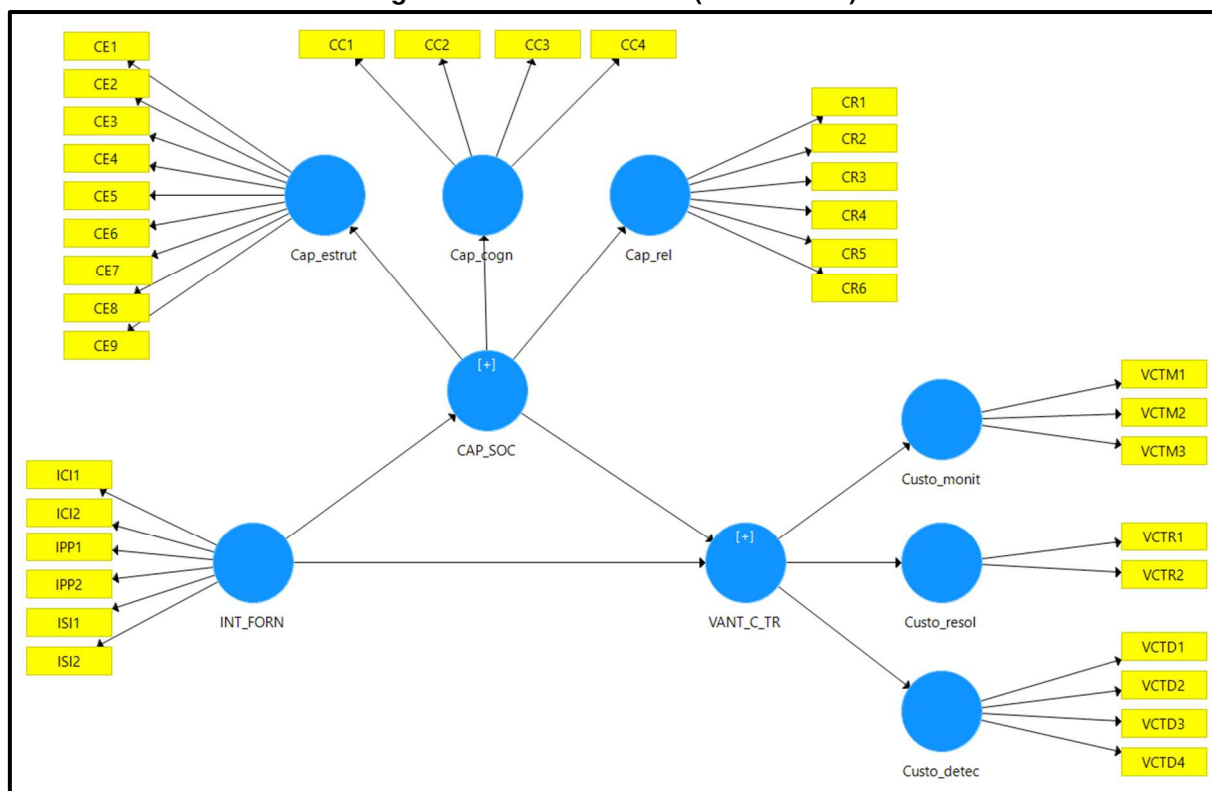 CE1
CE2
CE3
CE4
CE5
CE6
CE7
CE8
CE9
CC1
CC2
CC3
CC4
CR1
CR2
CR3
CR4
CR5
CR6
Cap_estrut
Cap_cogn
Cap_rel
[+]
CAP_SOC
ICI1
ICI2
IPP1
IPP2
ISI1
ISI2
INT_FORN
[+]
VANT_C_TR
Custo_monit
Custo_resol
Custo_detec
VCTM1
VCTM2
VCTM3
VCTR1
VCTR2
VCTD1
VCTD2
VCTD3
VCTD4